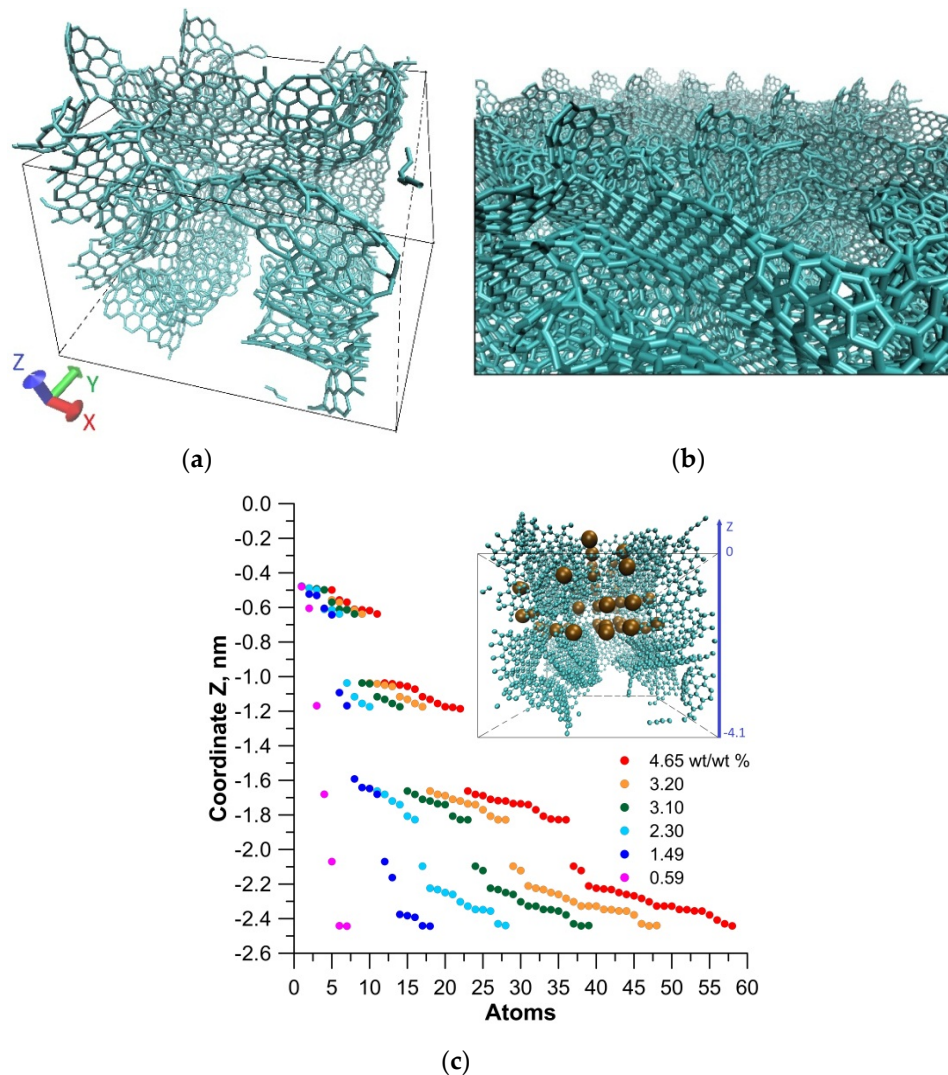 Z
Y
X
(a)
(b)
0.0
-0.2
-0.4
-0.6
-0.8
-1.0
-1.2
-1.4
-1.6
-1.8
-2.0
-2.2
-2.4
-2.6
Coordinate Z, nm
Z
0
-4.1
4.65 wt/wt %
3.20
3.10
2.30
1.49
0.59
0 5 10 15 20 25 30 35 40 45 50 55 60
Atoms
(c)